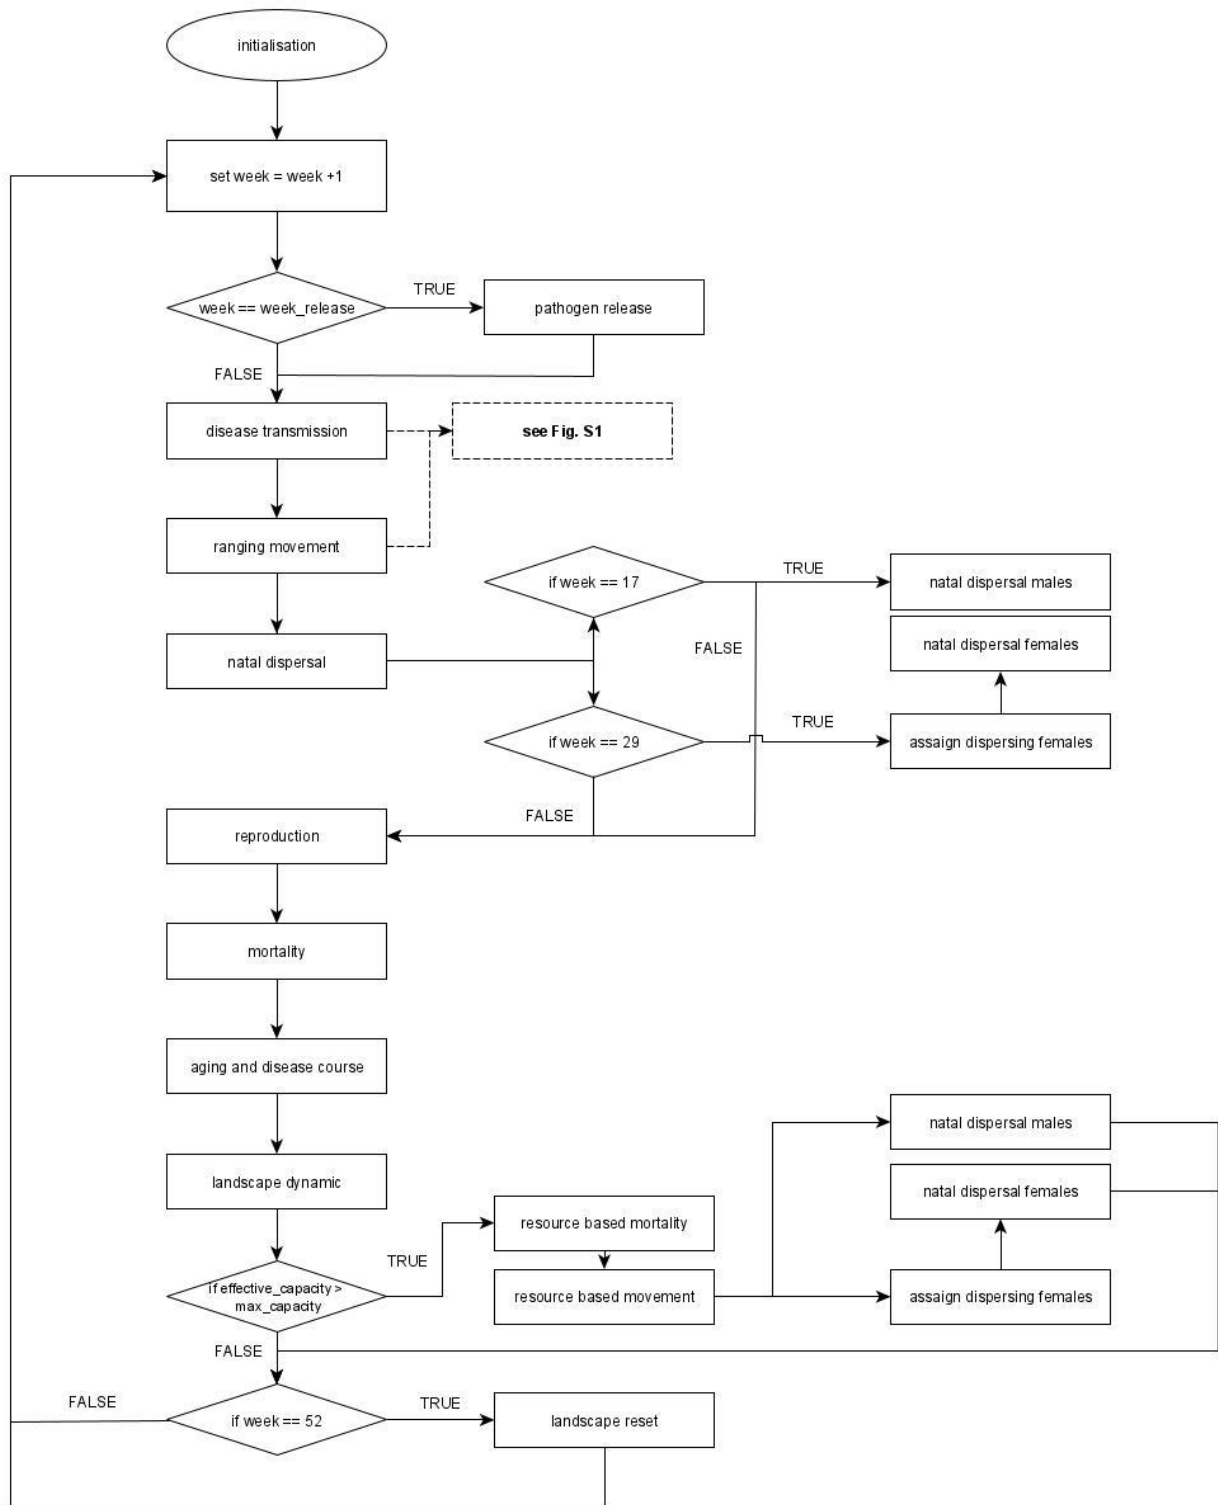 initialisation
set week = week +1
week == week_release
TRUE
pathogen release
FALSE
disease transmission
see Fig. S1
ranging movement
if week == 17
TRUE
natal dispersal males
natal dispersal females
FALSE
natal dispersal
if week == 29
TRUE
assaign dispersing females
FALSE
reproduction
mortality
aging and disease course
natal dispersal males
landscape dynamic
natal dispersal females
resource based mortality
TRUE
if effective_capacity >
max_capacity
resource based movement
assaign dispersing females
FALSE
FALSE
if week == 52
TRUE
landscape reset